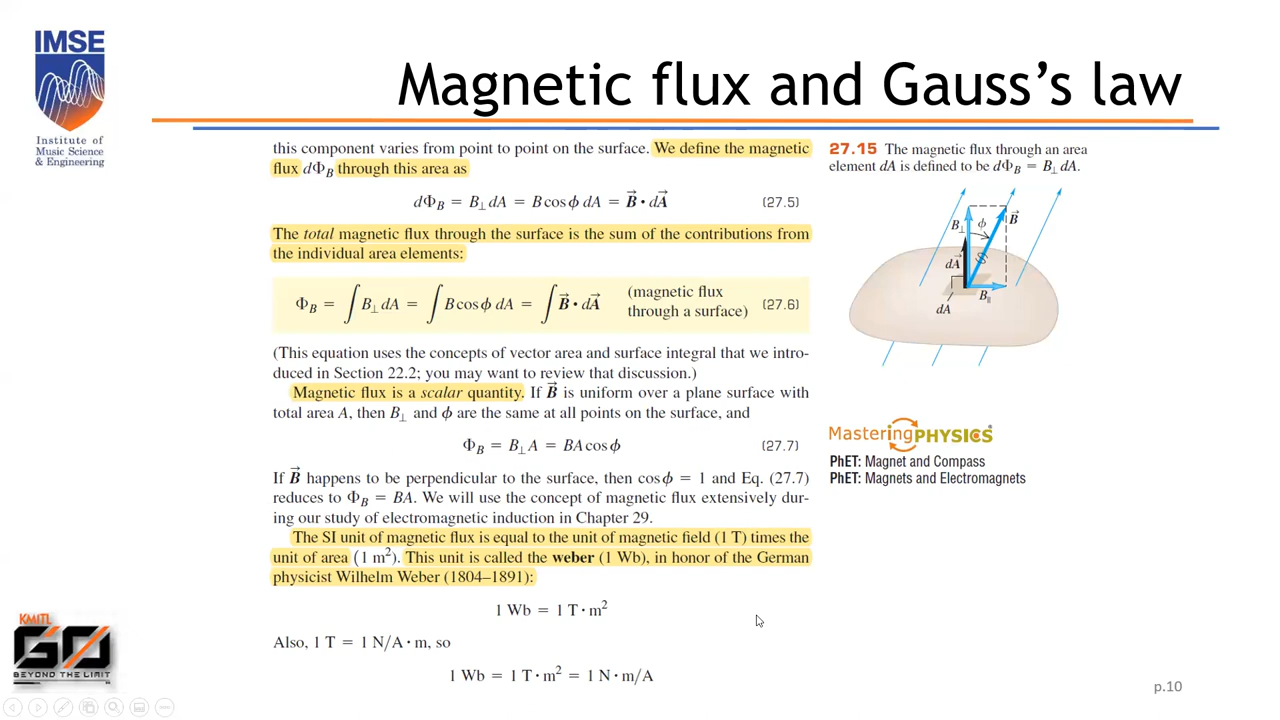 IMSE
Institute of
Music Science
& Engineering
Magnetic flux and Gauss's law
this component varies from point to point on the surface. We define the magnetic
flux dΦ_B through this area as
dΦ_B = B⊥ dA = B cos ϕ dA = B⃗ · dA⃗ (27.5)
The total magnetic flux through the surface is the sum of the contributions from
the individual area elements:
Φ_B = ∫ B⊥ dA = ∫ B cos ϕ dA = ∫ B⃗ · dA⃗ (magnetic flux through a surface) (27.6)
(This equation uses the concepts of vector area and surface integral that we intro-
duced in Section 22.2; you may want to review that discussion.)
Magnetic flux is a scalar quantity. If B⃗ is uniform over a plane surface with
total area A, then B⊥ and ϕ are the same at all points on the surface, and
Φ_B = B⊥A = BA cos ϕ (27.7)
If B⃗ happens to be perpendicular to the surface, then cos ϕ = 1 and Eq. (27.7)
reduces to Φ_B = BA. We will use the concept of magnetic flux extensively dur-
ing our study of electromagnetic induction in Chapter 29.
The SI unit of magnetic flux is equal to the unit of magnetic field (1 T) times the
unit of area (1 m²). This unit is called the weber (1 Wb), in honor of the German
physicist Wilhelm Weber (1804–1891):
1 Wb = 1 T · m²
Also, 1 T = 1 N/A · m, so
1 Wb = 1 T · m² = 1 N · m/A
27.15 The magnetic flux through an area
element dA is defined to be dΦ_B = B⊥ dA.
B⊥
ϕ
B⃗
dA⃗
ϕ
B∥
dA
MasteringPHYSICS®
PhET: Magnet and Compass
PhET: Magnets and Electromagnets
KMITL
GO
BEYOND THE LIMIT
p.10